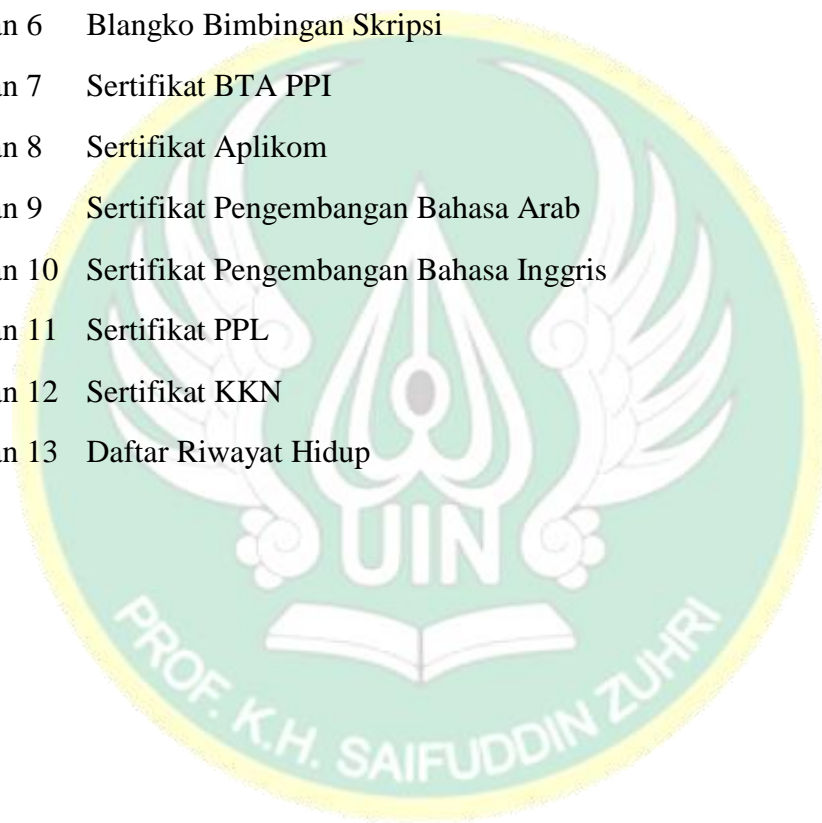 an 6 Blangko Bimbingan Skripsi
an 7 Sertifikat BTA PPI
an 8 Sertifikat Aplikom
an 9 Sertifikat Pengembangan Bahasa Arab
an 10 Sertifikat Pengembangan Bahasa Inggris
an 11 Sertifikat PPL
an 12 Sertifikat KKN
an 13 Daftar Riwayat Hidup
UIN
PROF. K.H. SAIFUDDIN ZUHRI